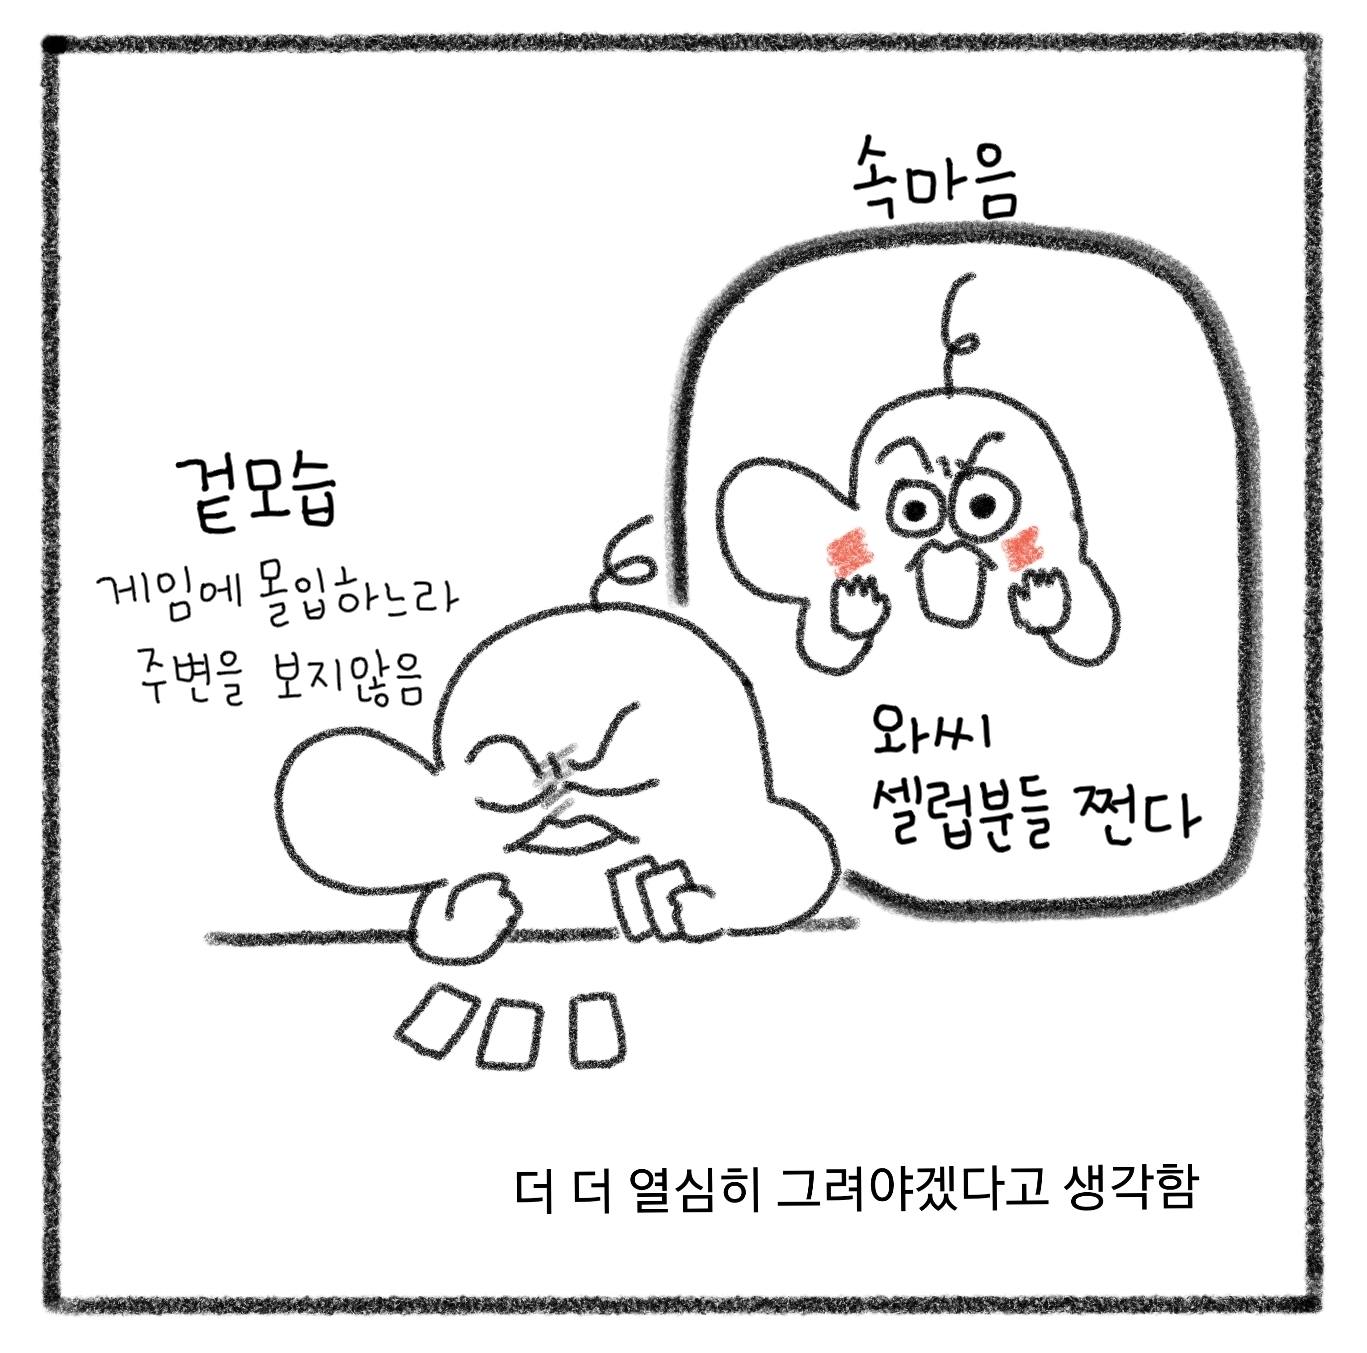 속마음
겉모습
게임에 몰입하느라
주변을 보지않음
와씨
셀럽분들 쩐다
더 더 열심히 그려야겠다고 생각함